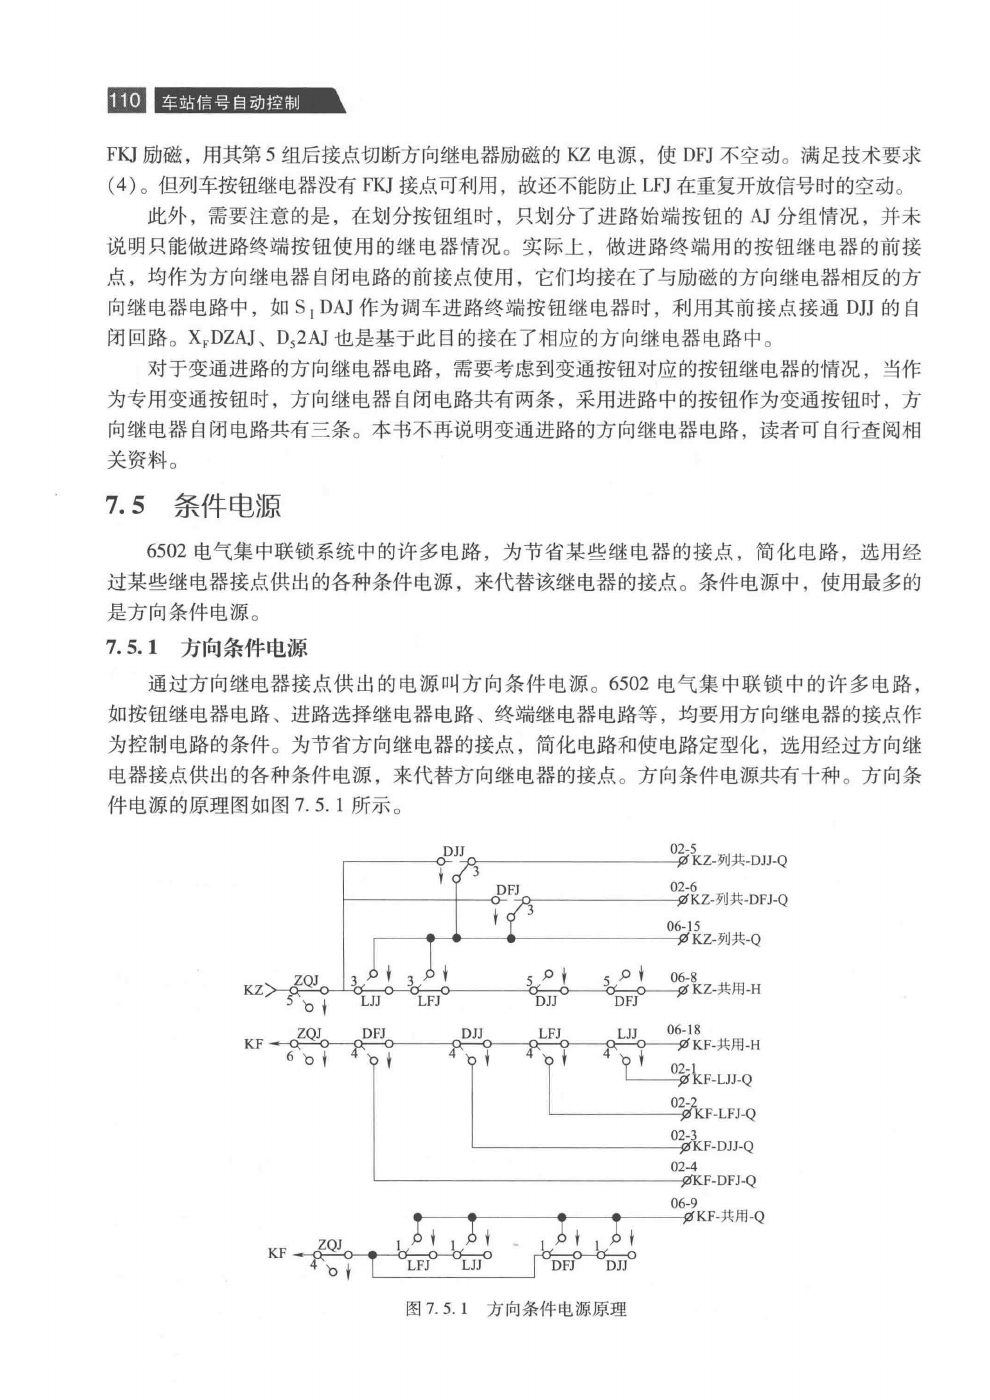 110 车站信号自动控制
FKJ 励磁，用其第 5 组后接点切断方向继电器励磁的 KZ 电源，使 DFJ 不空动。满足技术要求
(4)。但列车按钮继电器没有 FKJ 接点可利用，故还不能防止 LFJ 在重复开放信号时的空动。
此外，需要注意的是，在划分按钮组时，只划分了进路始端按钮的 AJ 分组情况，并未
说明只能做进路终端按钮使用的继电器情况。实际上，做进路终端用的按钮继电器的前接
点，均作为方向继电器自闭电路的前接点使用，它们均接在了与励磁的方向继电器相反的方
向继电器电路中，如 S_I DAJ 作为调车进路终端按钮继电器时，利用其前接点接通 DJJ 的自
闭回路。X_FDZAJ、D_S2AJ 也是基于此目的接在了相应的方向继电器电路中。
对于变通进路的方向继电器电路，需要考虑到变通按钮对应的按钮继电器的情况，当作
为专用变通按钮时，方向继电器自闭电路共有两条，采用进路中的按钮作为变通按钮时，方
向继电器自闭电路共有三条。本书不再说明变通进路的方向继电器电路，读者可自行查阅相
关资料。
7.5 条件电源
6502 电气集中联锁系统中的许多电路，为节省某些继电器的接点，简化电路，选用经
过某些继电器接点供出的各种条件电源，来代替该继电器的接点。条件电源中，使用最多的
是方向条件电源。
7.5.1 方向条件电源
通过方向继电器接点供出的电源叫方向条件电源。6502 电气集中联锁中的许多电路，
如按钮继电器电路、进路选择继电器电路、终端继电器电路等，均要用方向继电器的接点作
为控制电路的条件。为节省方向继电器的接点，简化电路和使电路定型化，选用经过方向继
电器接点供出的各种条件电源，来代替方向继电器的接点。方向条件电源共有十种。方向条
件电源的原理图如图 7.5.1 所示。
DJJ 02-5
3 KZ-列共-DJJ-Q
DFJ 02-6
3 KZ-列共-DFJ-Q
06-15
KZ-列共-Q
ZQJ 3 3 5 5 06-8
KZ 5 LJJ LFJ DJJ DFJ KZ-共用-H
ZQJ DFJ DJJ LFJ LJJ 06-18
KF 6 4 4 4 4 KF-共用-H
02-1
KF-LJJ-Q
02-2
KF-LFJ-Q
02-3
KF-DJJ-Q
02-4
KF-DFJ-Q
06-9
KF-共用-Q
KF ZQJ 1 1 1 1
4 LFJ LJJ DFJ DJJ
图 7.5.1 方向条件电源原理